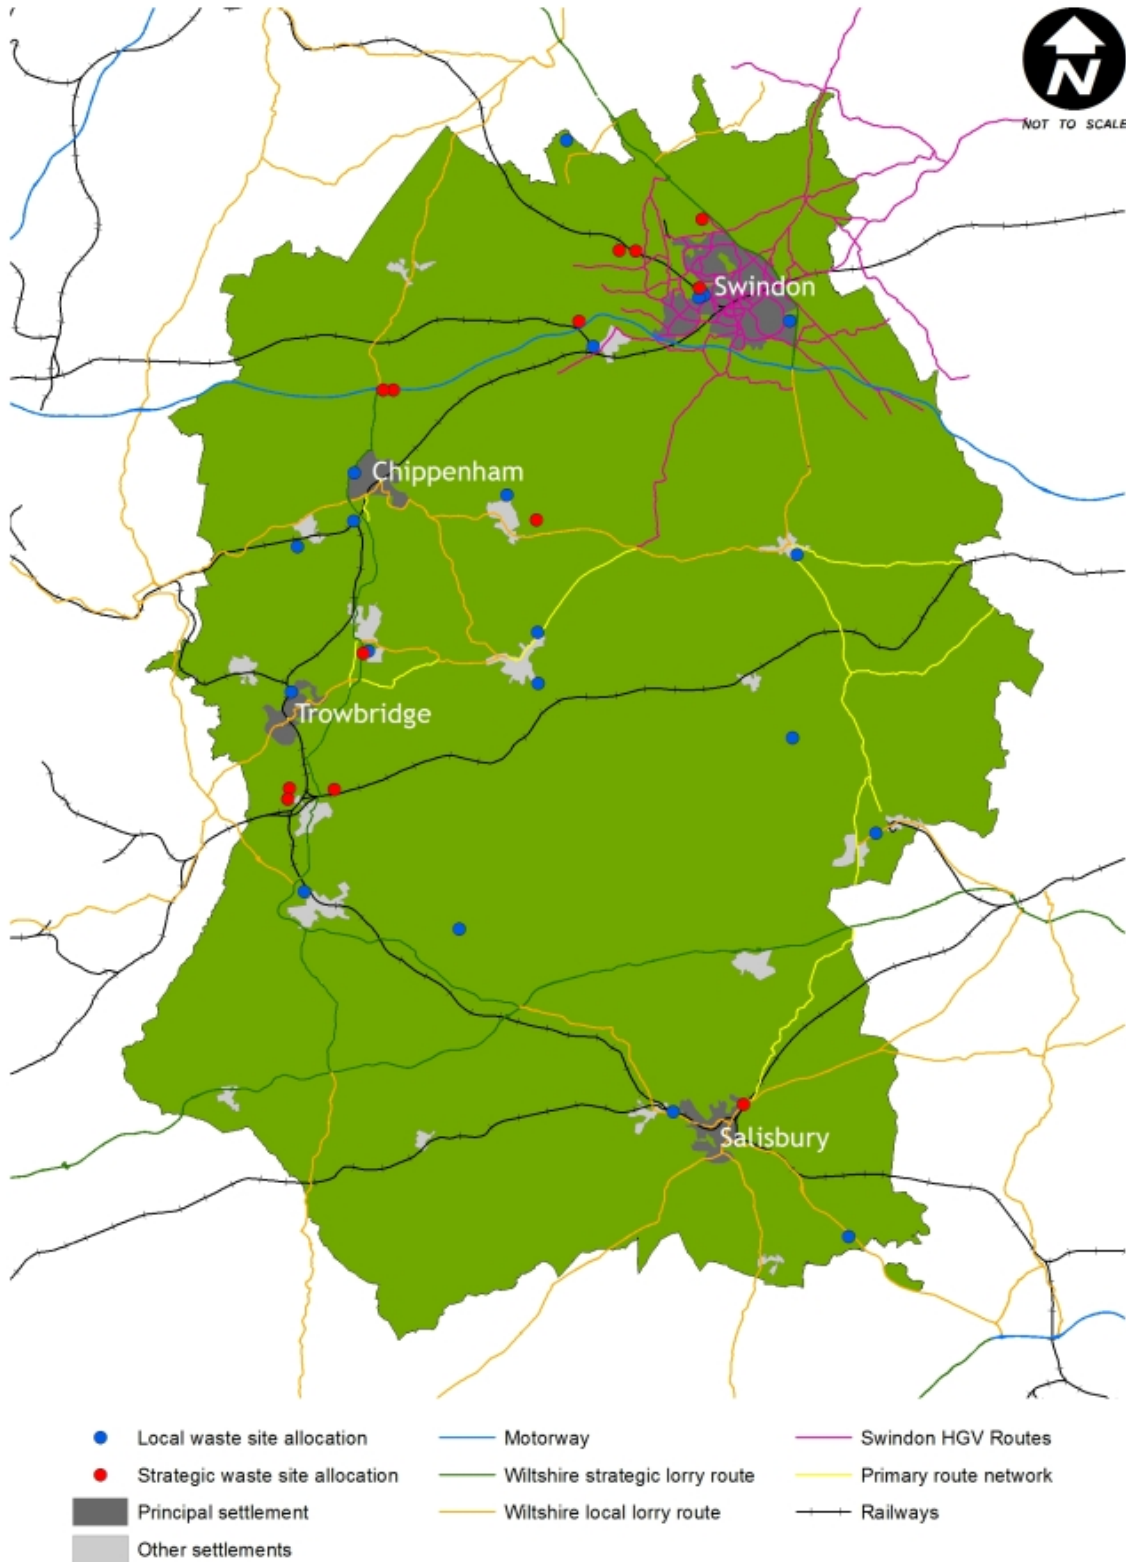 N
NOT TO SCALE
Swindon
Chippenham
Trowbridge
Salisbury
Local waste site allocation
Motorway
Swindon HGV Routes
Strategic waste site allocation
Wiltshire strategic lorry route
Primary route network
Principal settlement
Wiltshire local lorry route
Railways
Other settlements